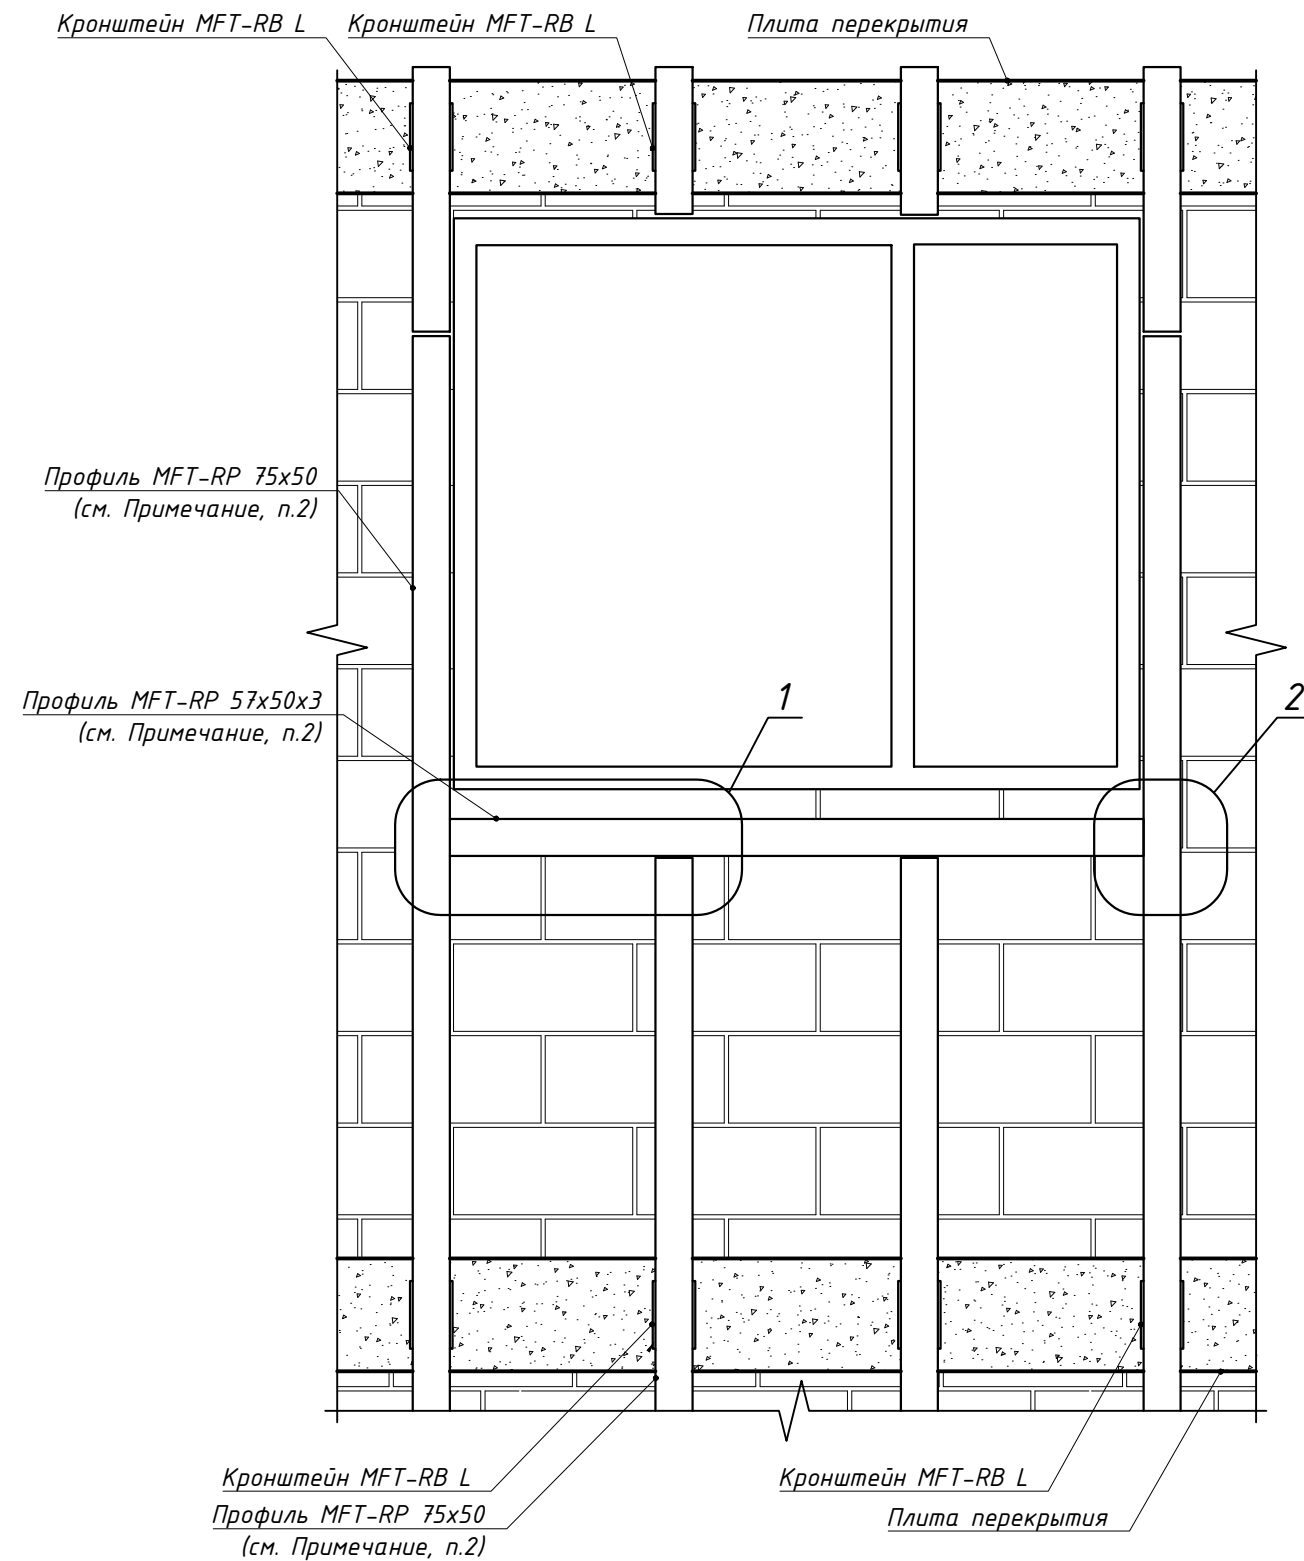 Кронштейн MFT-RB L
Кронштейн MFT-RB L
Плита перекрытия
Профиль MFT-RP 75x50
(см. Примечание, п.2)
Профиль MFT-RP 57x50x3
(см. Примечание, п.2)
1
2
Кронштейн MFT-RB L
Профиль MFT-RP 75x50
(см. Примечание, п.2)
Кронштейн MFT-RB L
Плита перекрытия